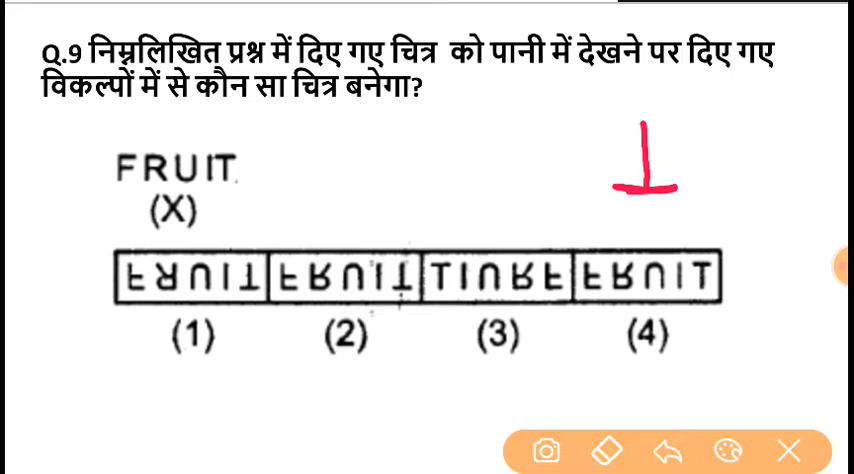 Q.9 निम्नलिखित प्रश्न में दिए गए चित्र को पानी में देखने पर दिए गए
विकल्पों में से कौन सा चित्र बनेगा?
FRUIT
(X)
(1) (2) (3) (4)